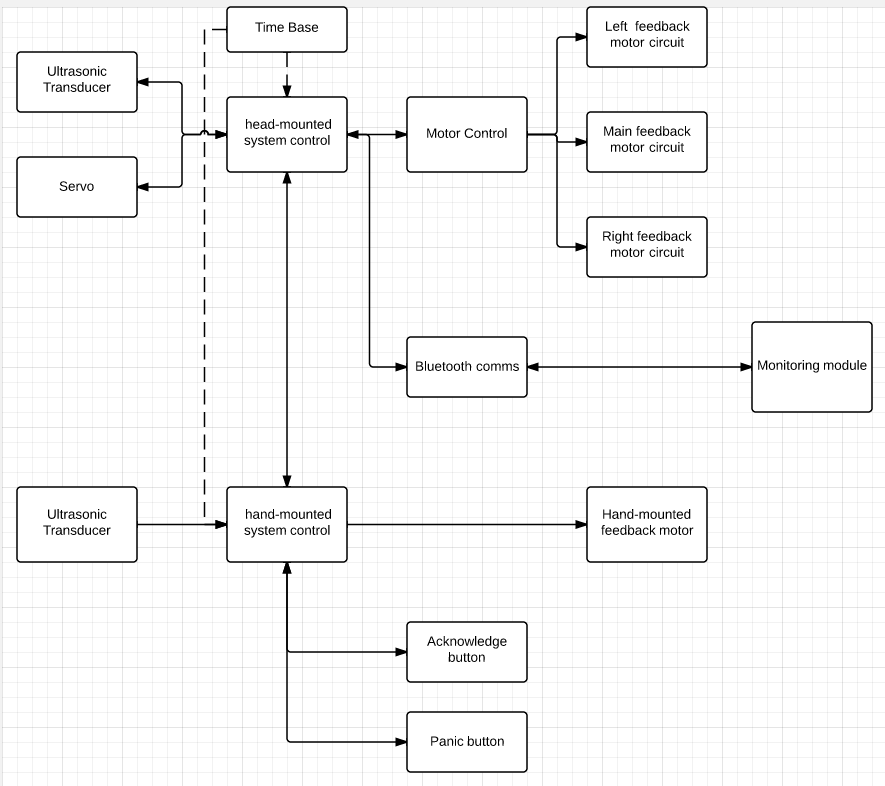 Time Base
Left  feedback
motor circuit
Ultrasonic
Transducer
head-mounted
system control
Motor Control
Main feedback
motor circuit
Servo
Right feedback
motor circuit
Bluetooth comms
Monitoring module
Ultrasonic
Transducer
hand-mounted
system control
Hand-mounted
feedback motor
Acknowledge
button
Panic button